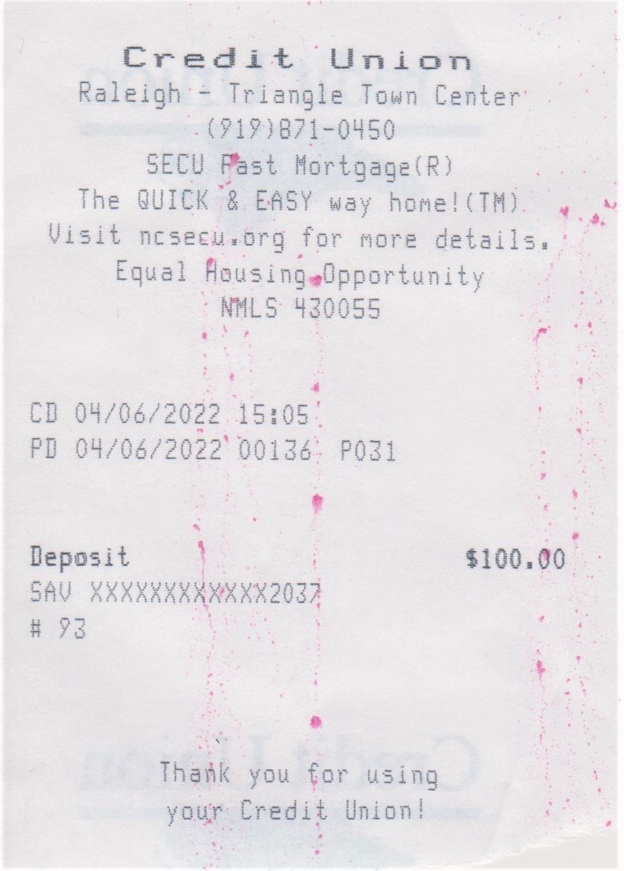 Credit Union
Raleigh - Triangle Town Center
(919)871-0450
SECU Fast Mortgage(R)
The QUICK & EASY way home!(TM)
Visit ncsecu.org for more details.
Equal Housing Opportunity
NMLS 430055
CD 04/06/2022 15:05
PD 04/06/2022 00136 P031
Deposit $100.00
SAV XXXXXXXXXXXX2037
# 93
Thank you for using
your Credit Union!